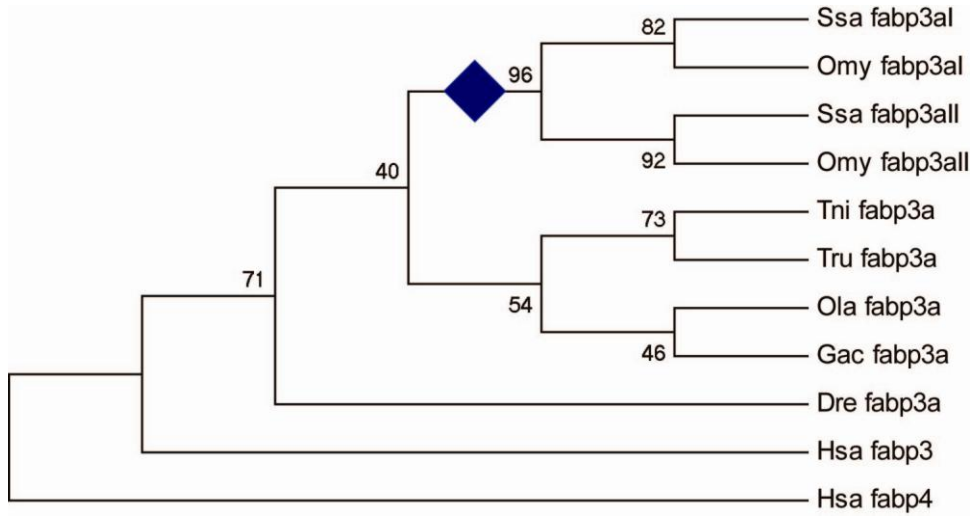 Ssa fabp3aI
82
Omy fabp3aI
96
Ssa fabp3aII
92
Omy fabp3aII
40
Tni fabp3a
73
Tru fabp3a
71
Ola fabp3a
54
46
Gac fabp3a
Dre fabp3a
Hsa fabp3
Hsa fabp4